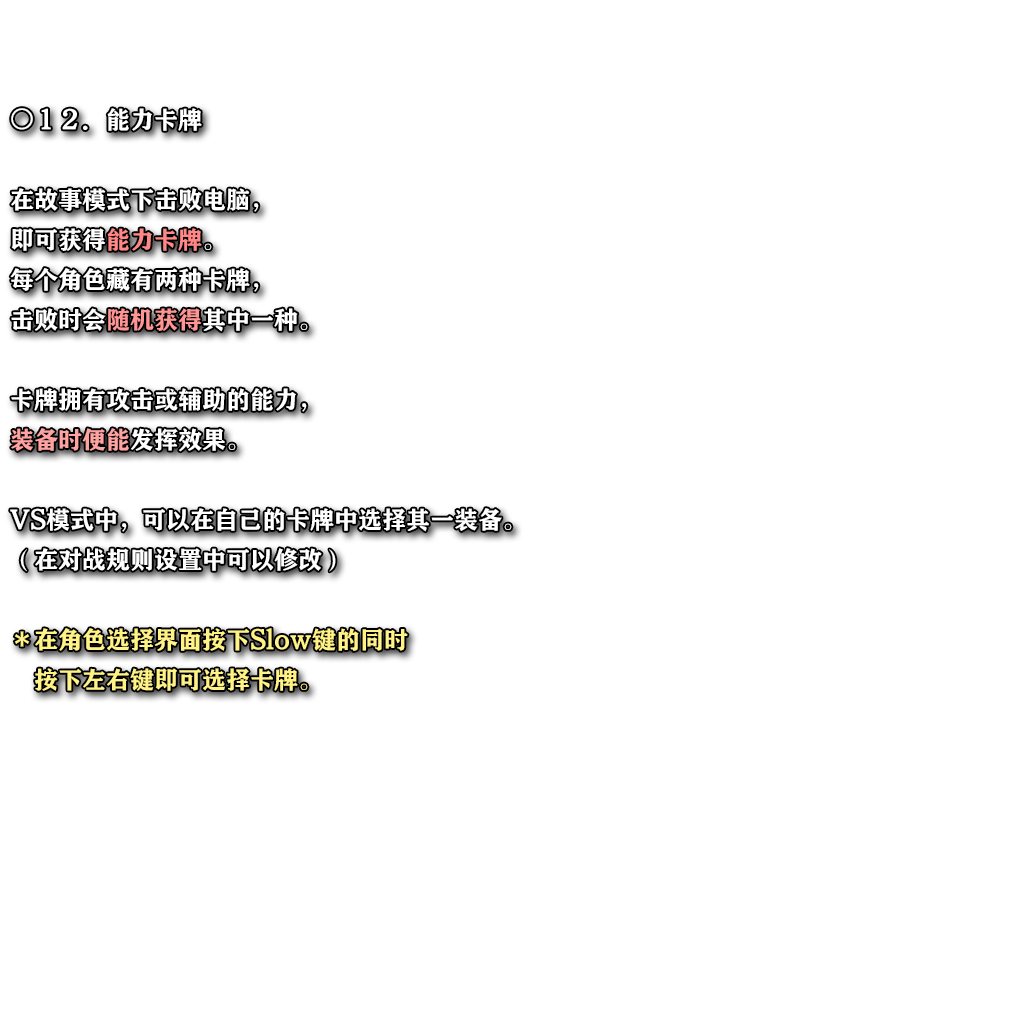 ◎１２．能力卡牌
在故事模式下击败电脑，
即可获得能力卡牌。
每个角色藏有两种卡牌，
击败时会随机获得其中一种。
卡牌拥有攻击或辅助的能力，
装备时便能发挥效果。
VS模式中，可以在自己的卡牌中选择其一装备。
（在对战规则设置中可以修改）
＊在角色选择界面按下Slow键的同时
按下左右键即可选择卡牌。